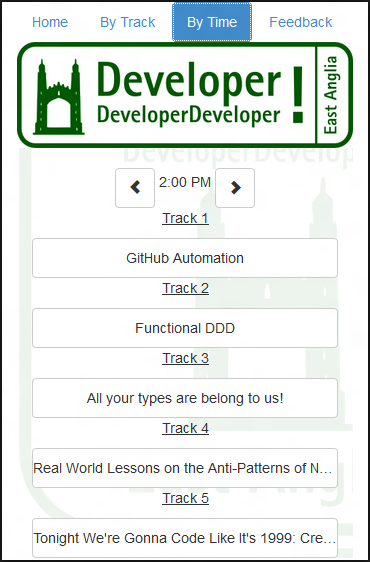 Home By Track By Time Feedback
Developer
DeveloperDeveloper!
East Anglia
2:00 PM
Track 1
GitHub Automation
Track 2
Functional DDD
Track 3
All your types are belong to us!
Track 4
Real World Lessons on the Anti-Patterns of N...
Track 5
Tonight We're Gonna Code Like It's 1999: Cre...